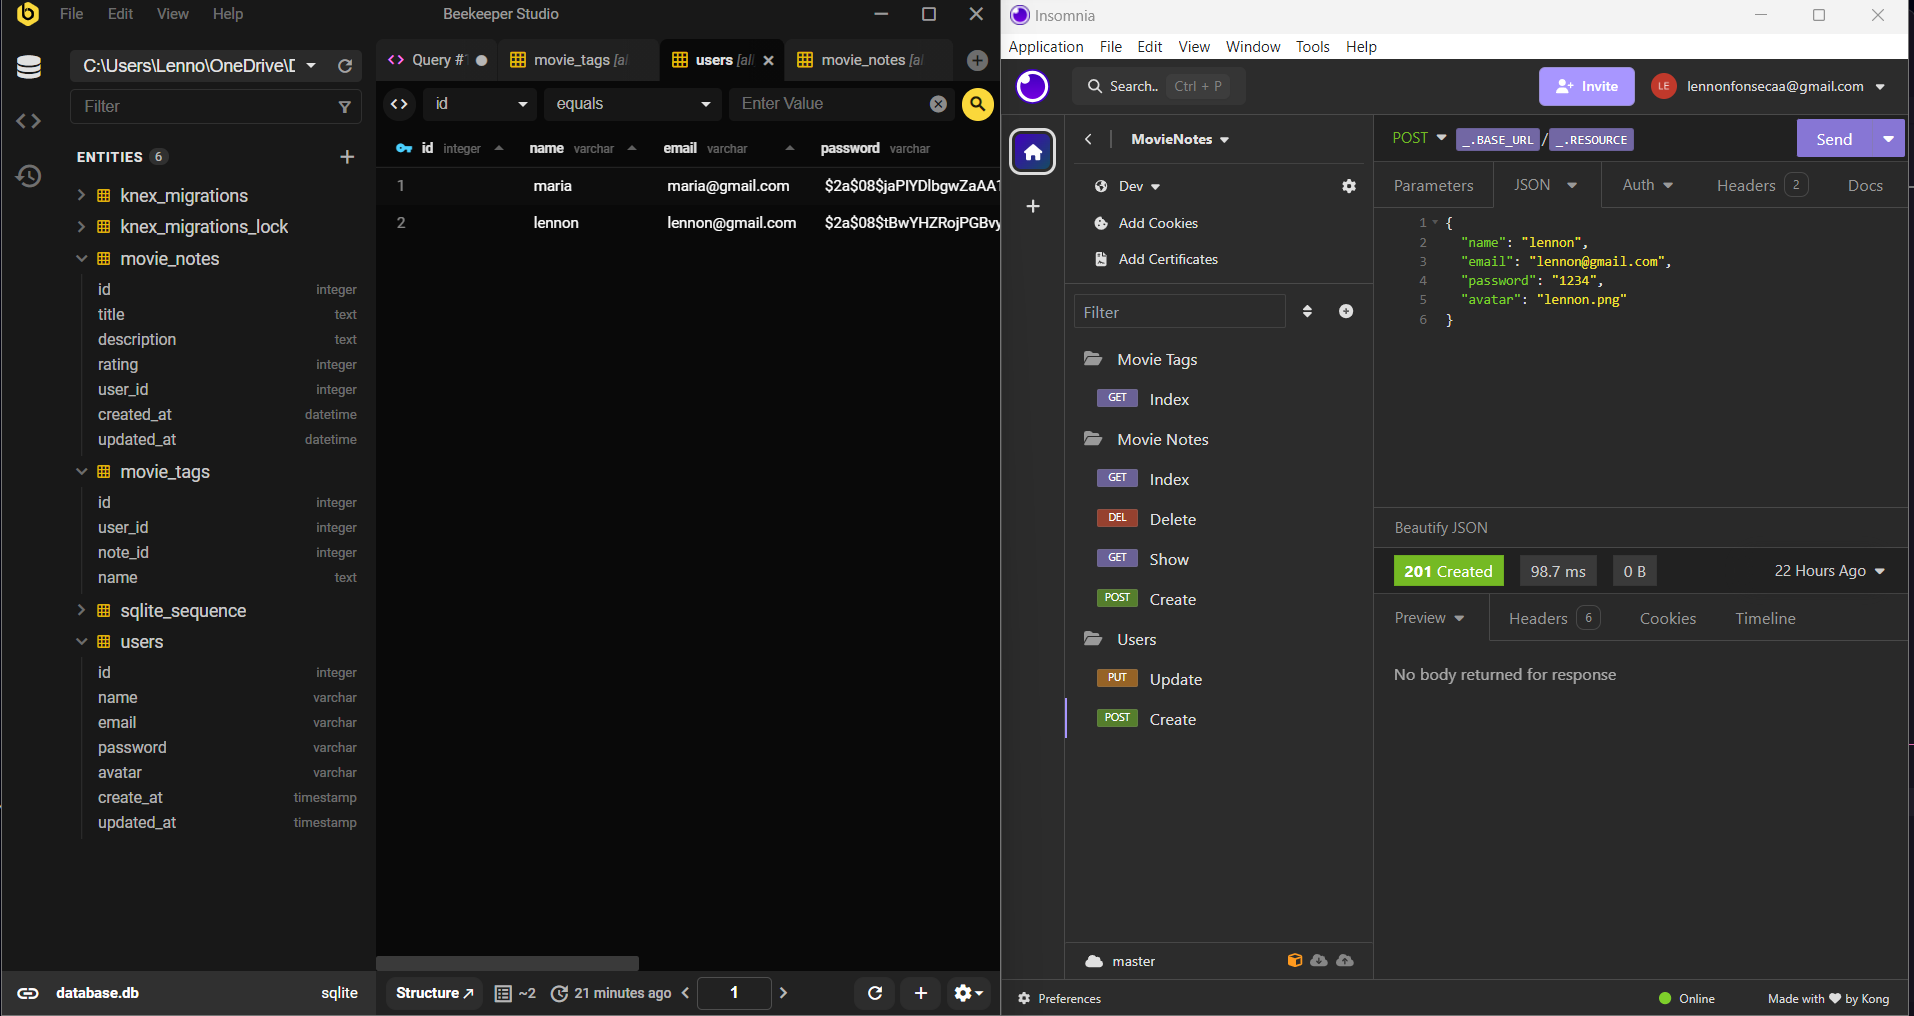 File Edit View Help Beekeeper Studio
C:\Users\Lenno\OneDrive\D
Filter
ENTITIES 6
knex_migrations
knex_migrations_lock
movie_notes
id integer
title text
description text
rating integer
user_id integer
created_at datetime
updated_at datetime
movie_tags
id integer
user_id integer
note_id integer
name text
sqlite_sequence
users
id integer
name varchar
email varchar
password varchar
avatar varchar
create_at timestamp
updated_at timestamp
database.db sqlite
Query # movie_tags [al users [all movie_notes [al
id equals Enter Value
id integer name varchar email varchar password varchar
1 maria maria@gmail.com
2 lennon lennon@gmail.com $2a$08$tBwYHZRojPGBvy
Structure ~2 21 minutes ago 1
Insomnia
Application File Edit View Window Tools Help
Search.. Ctrl + P Invite LE lennonfonsecaa@gmail.com
MovieNotes
Dev
Add Cookies
Add Certificates
Filter
Movie Tags
GET Index
Movie Notes
GET Index
DEL Delete
GET Show
POST Create
Users
PUT Update
POST Create
master
POST _.BASE_URL / _.RESOURCE Send
Parameters JSON Auth Headers 2 Docs
1 {
2 "name": "lennon",
3 "email": "lennon@gmail.com",
4 "password": "1234",
5 "avatar": "lennon.png"
6 }
Beautify JSON
201 Created 98.7 ms 0 B 22 Hours Ago
Preview Headers 6 Cookies Timeline
No body returned for response
Preferences Online Made with by Kong